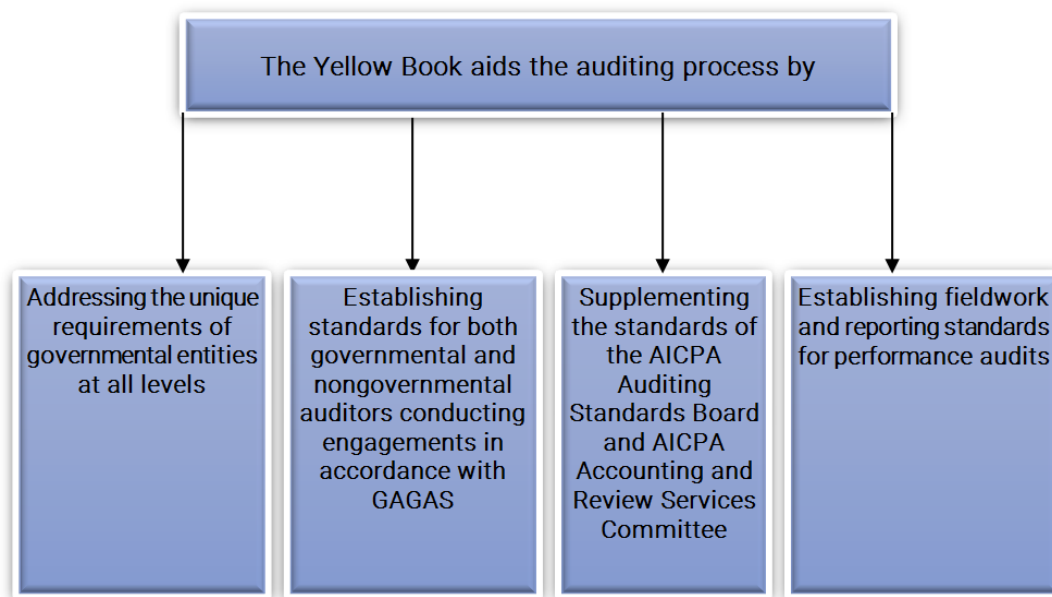 The Yellow Book aids the auditing process by
Addressing the unique
requirements of
governmental entities
at all levels
Establishing
standards for both
governmental and
nongovernmental
auditors conducting
engagements in
accordance with
GAGAS
Supplementing
the standards of
the AICPA
Auditing
Standards Board
and AICPA
Accounting and
Review Services
Committee
Establishing fieldwork
and reporting standards
for performance audits